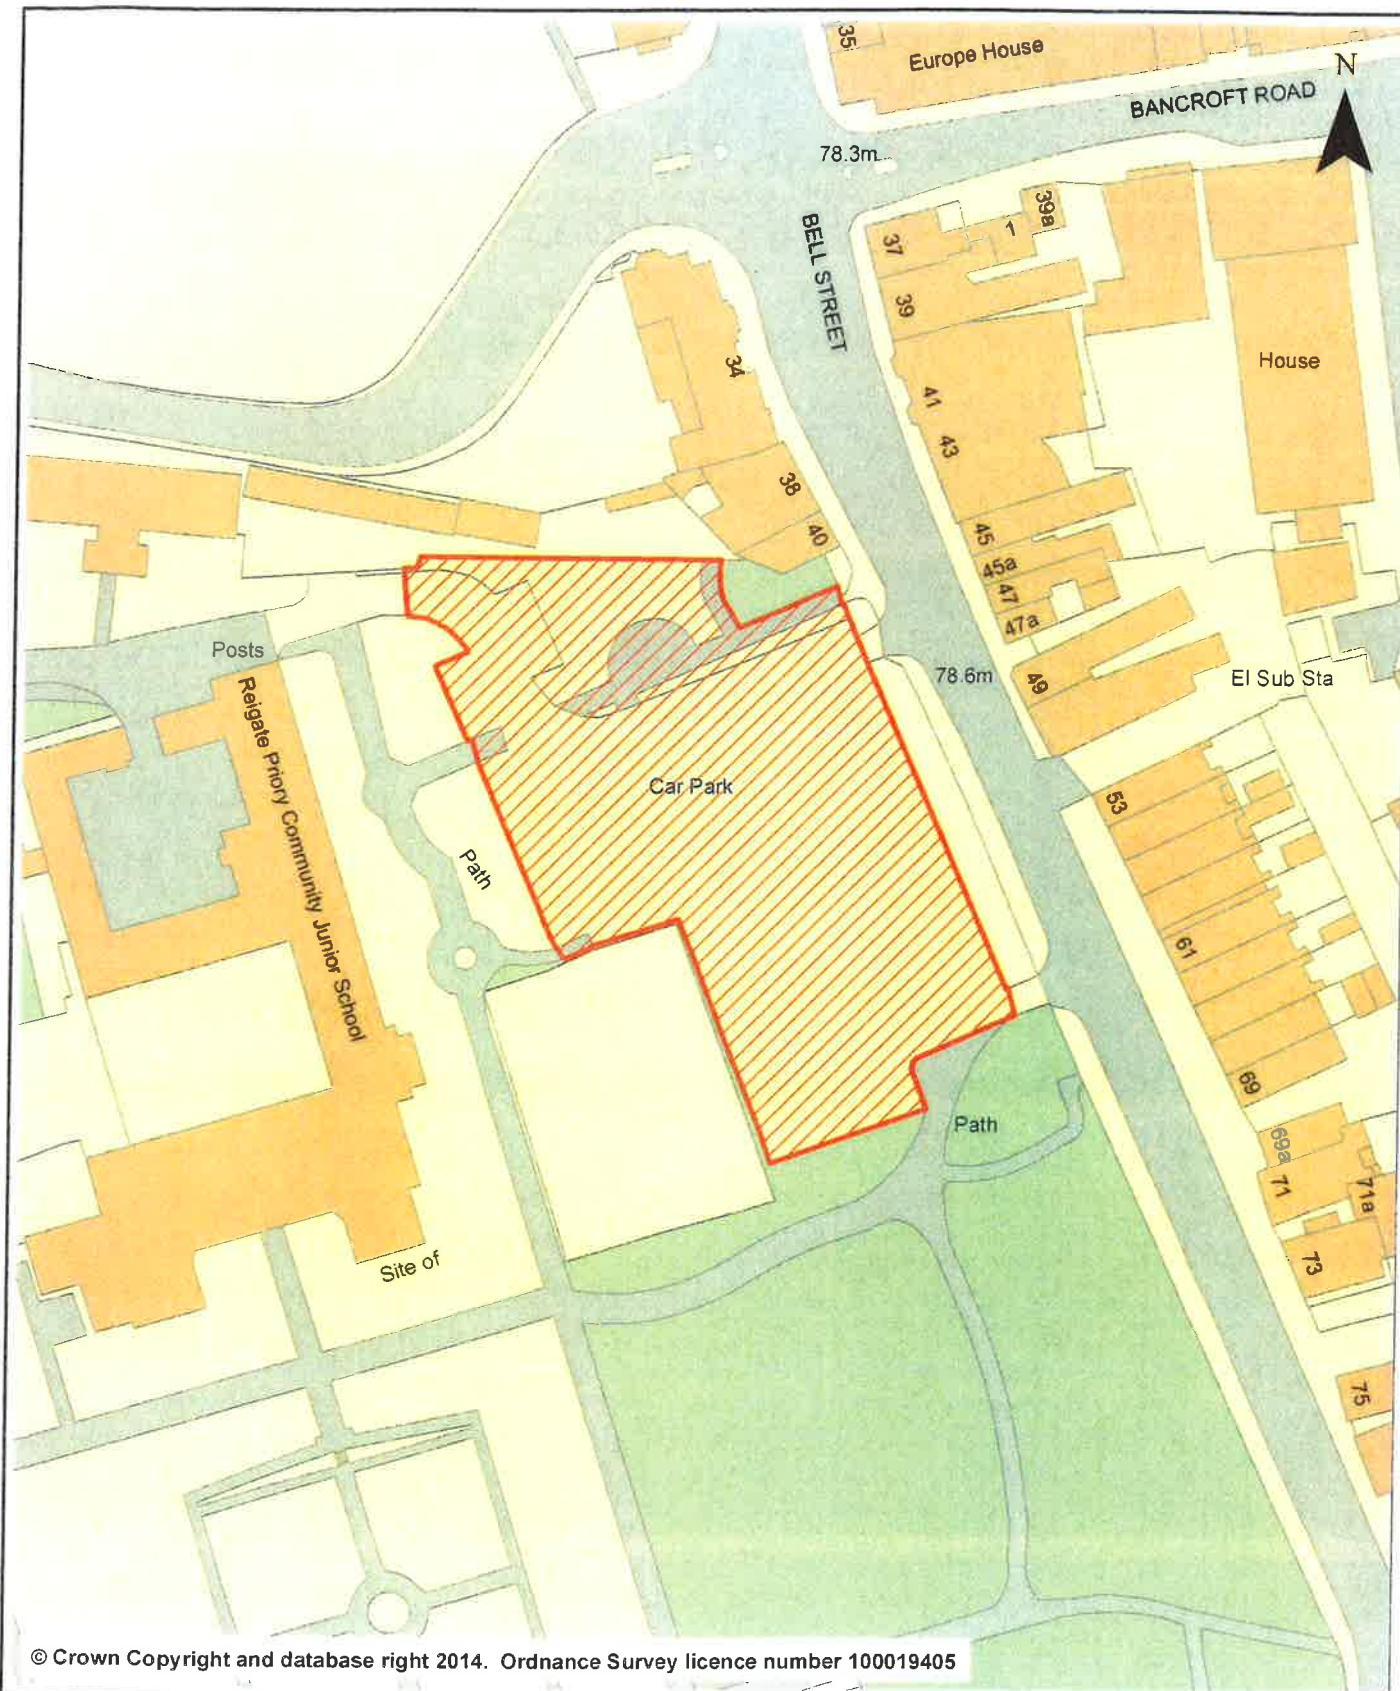 35
Europe House
N
BANCROFT ROAD
78.3m
BELL STREET
37
1
39a
39
34
House
41
43
38
40
45
45a
47
47a
Posts
49
78.6m
El Sub Sta
Reigate Priory Community Junior School
Car Park
53
Path
61
69
Path
69a
71
71a
Site of
73
75
© Crown Copyright and database right 2014. Ordnance Survey licence number 100019405